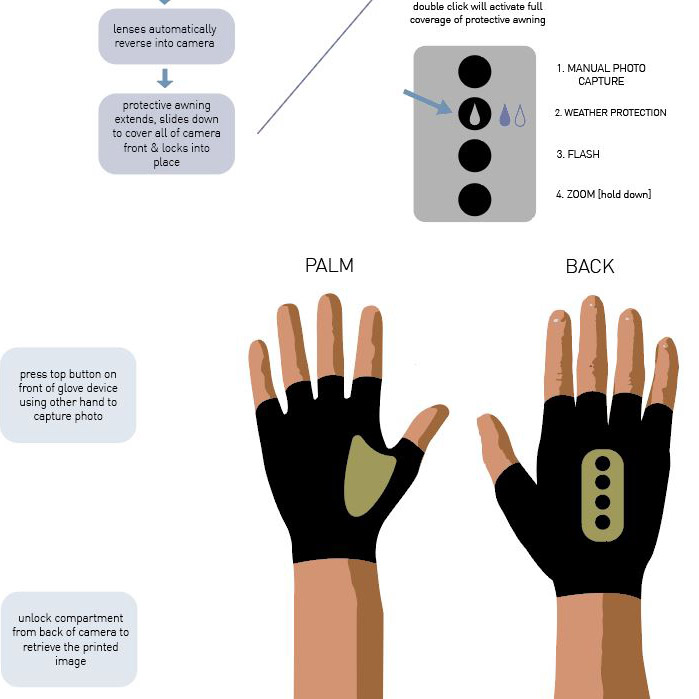 double click will activate full
coverage of protective awning
lenses automatically
reverse into camera
protective awning
extends, slides down
to cover all of camera
front & locks into
place
1. MANUAL PHOTO
CAPTURE
2. WEATHER PROTECTION
3. FLASH
4. ZOOM [hold down]
PALM
BACK
press top button on
front of glove device
using other hand to
capture photo
unlock compartment
from back of camera to
retrieve the printed
image